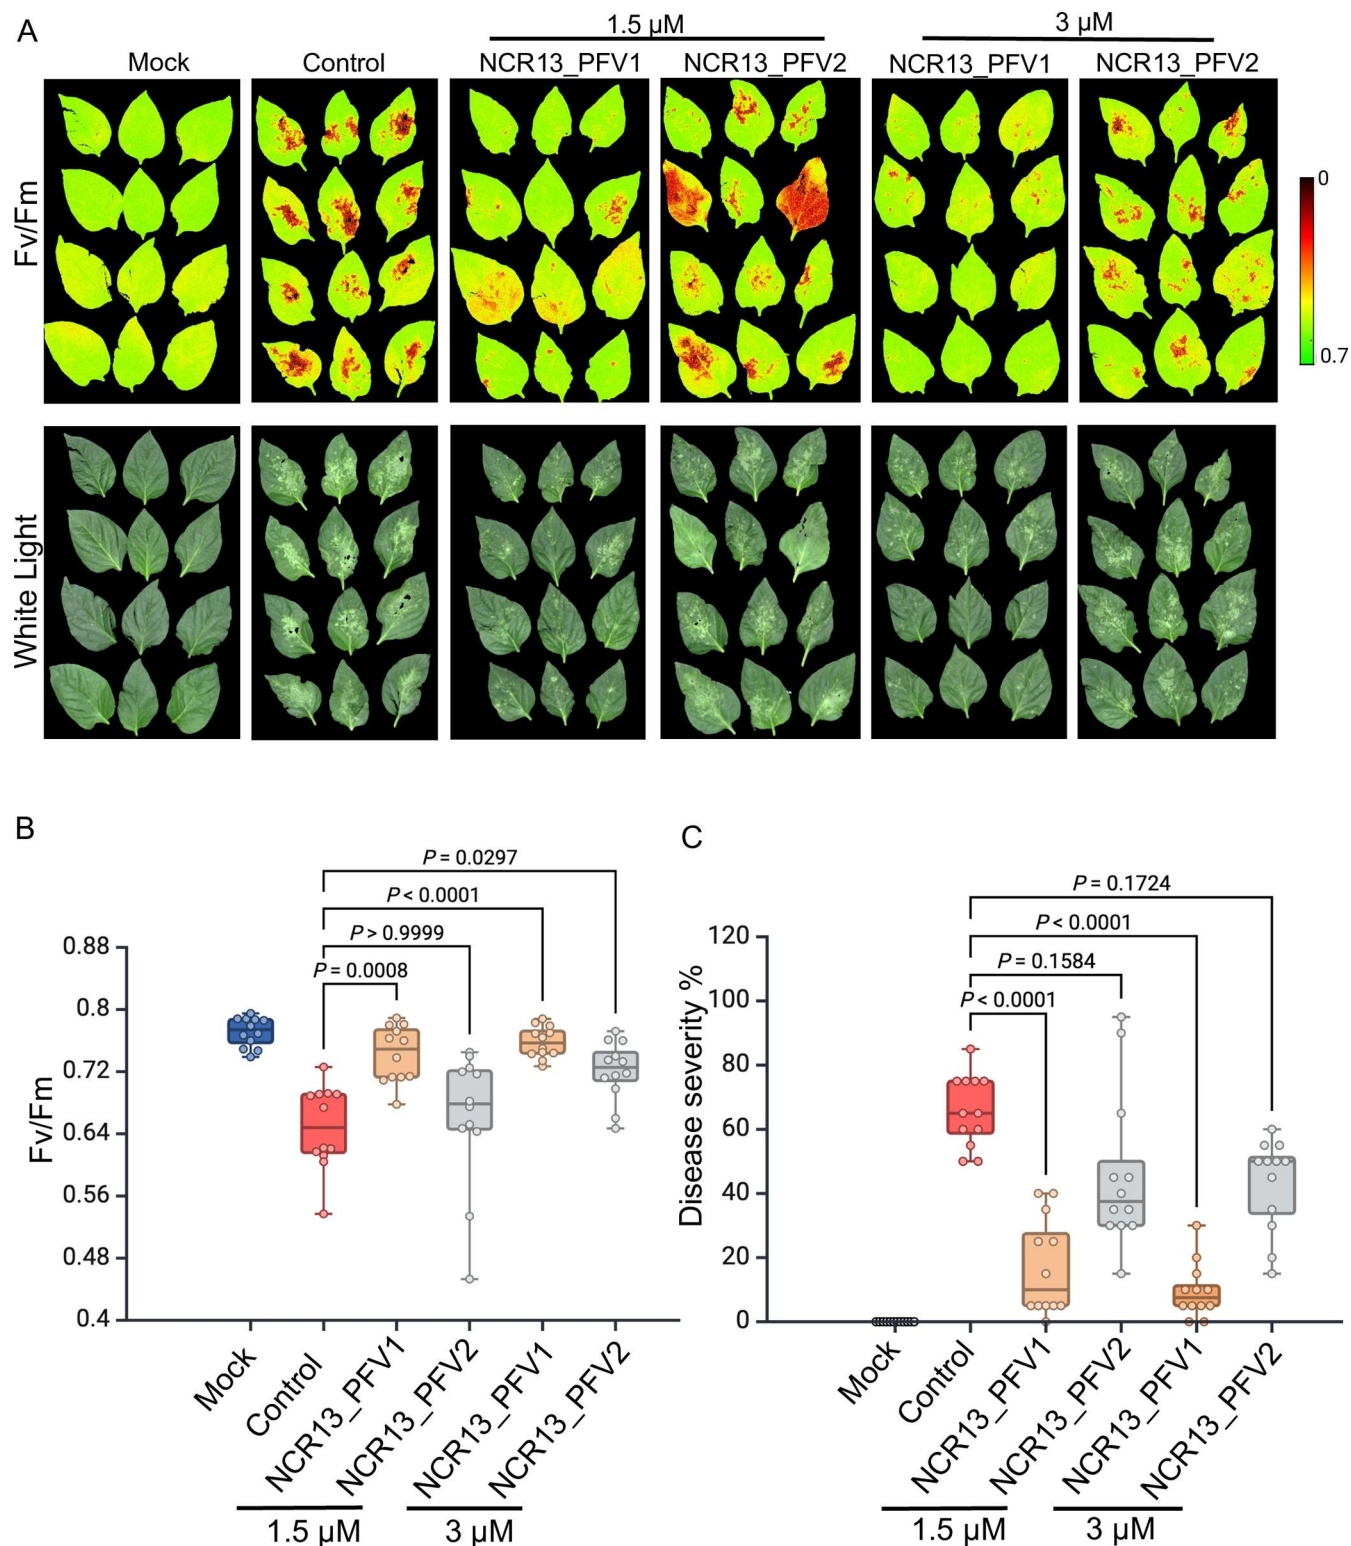 A
1.5 μM
3 μM
Mock
Control
NCR13_PFV1
NCR13_PFV2
NCR13_PFV1
NCR13_PFV2
Fv/Fm
0
0.7
White Light
B
P = 0.0297
P < 0.0001
P > 0.9999
P = 0.0008
0.88
0.8
0.72
0.64
0.56
0.48
0.4
Fv/Fm
Mock
Control
NCR13_PFV1
NCR13_PFV2
NCR13_PFV1
NCR13_PFV2
1.5 μM
3 μM
C
P = 0.1724
P < 0.0001
P = 0.1584
P < 0.0001
120
100
80
60
40
20
0
Disease severity %
Mock
Control
NCR13_PFV1
NCR13_PFV2
NCR13_PFV1
NCR13_PFV2
1.5 μM
3 μM